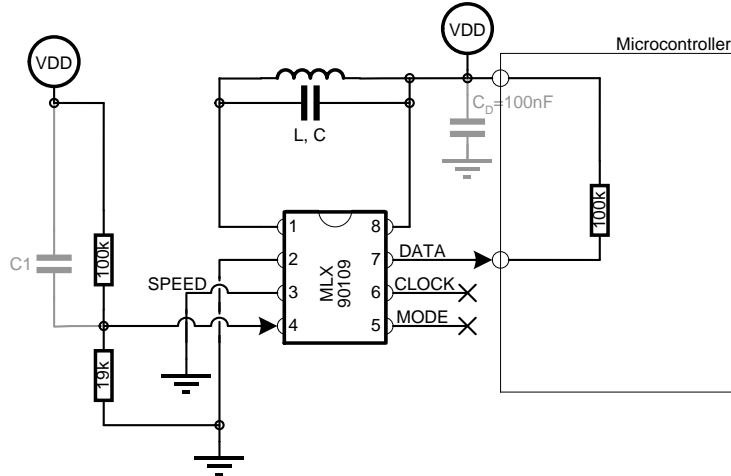 VDD
Microcontroller
VDD
C_D=100nF
L, C
100k
1
8
C1
100k
2
7
DATA
SPEED
3
MLX
90109
6
CLOCK
4
5
MODE
19k